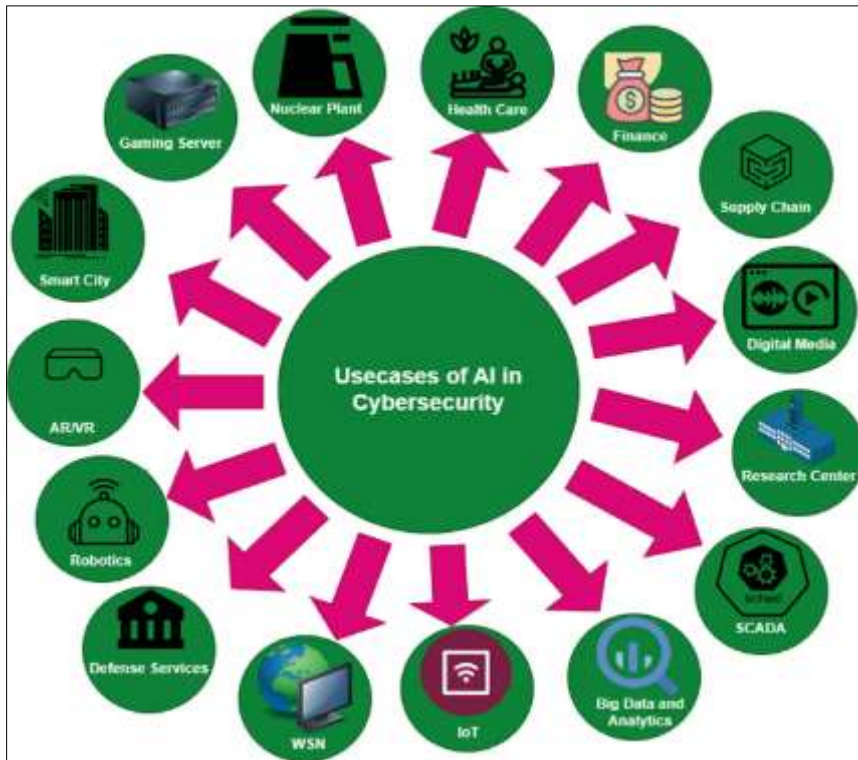 Nuclear Plant
Health Care
Finance
Gaming Server
Supply Chain
Smart City
Digital Media
Usecases of AI in
Cybersecurity
AR/VR
Research Center
Robotics
SCADA
Defense Services
Big Data and
Analytics
WSN
IoT